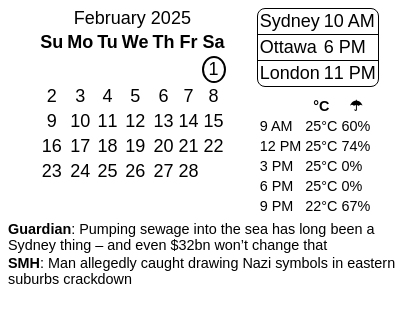 February 2025
Su Mo Tu We Th Fr Sa
1
2 3 4 5 6 7 8
9 10 11 12 13 14 15
16 17 18 19 20 21 22
23 24 25 26 27 28
Sydney 10 AM
Ottawa 6 PM
London 11 PM
°C ☂
9 AM 25°C 60%
12 PM 25°C 74%
3 PM 25°C 0%
6 PM 25°C 0%
9 PM 22°C 67%
Guardian: Pumping sewage into the sea has long been a
Sydney thing – and even $32bn won’t change that
SMH: Man allegedly caught drawing Nazi symbols in eastern
suburbs crackdown